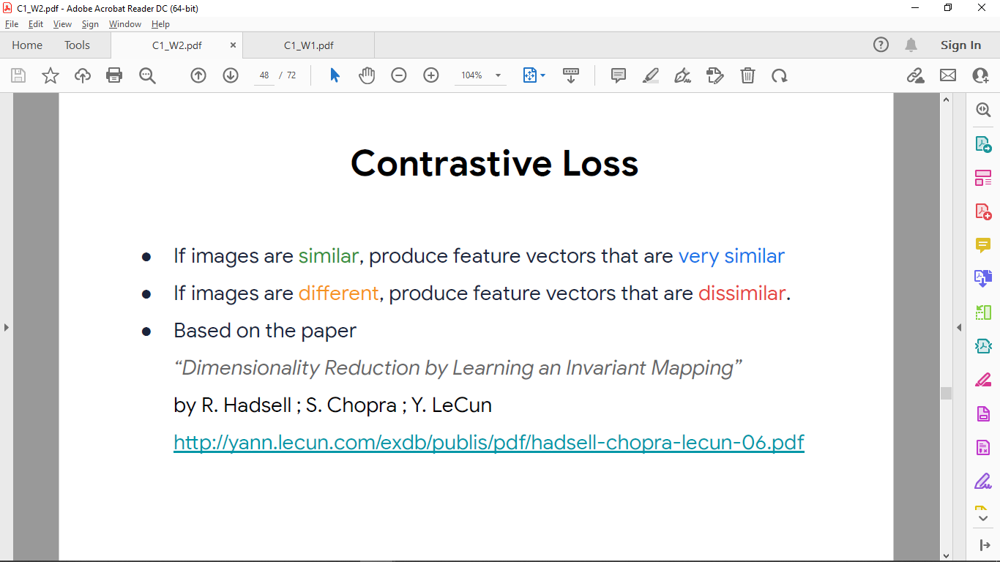 C1_W2.pdf - Adobe Acrobat Reader DC (64-bit)
File Edit View Sign Window Help
Home Tools C1_W2.pdf × C1_W1.pdf Sign In
48 / 72 104%
Contrastive Loss
● If images are similar, produce feature vectors that are very similar
● If images are different, produce feature vectors that are dissimilar.
● Based on the paper
“Dimensionality Reduction by Learning an Invariant Mapping”
by R. Hadsell ; S. Chopra ; Y. LeCun
http://yann.lecun.com/exdb/publis/pdf/hadsell-chopra-lecun-06.pdf